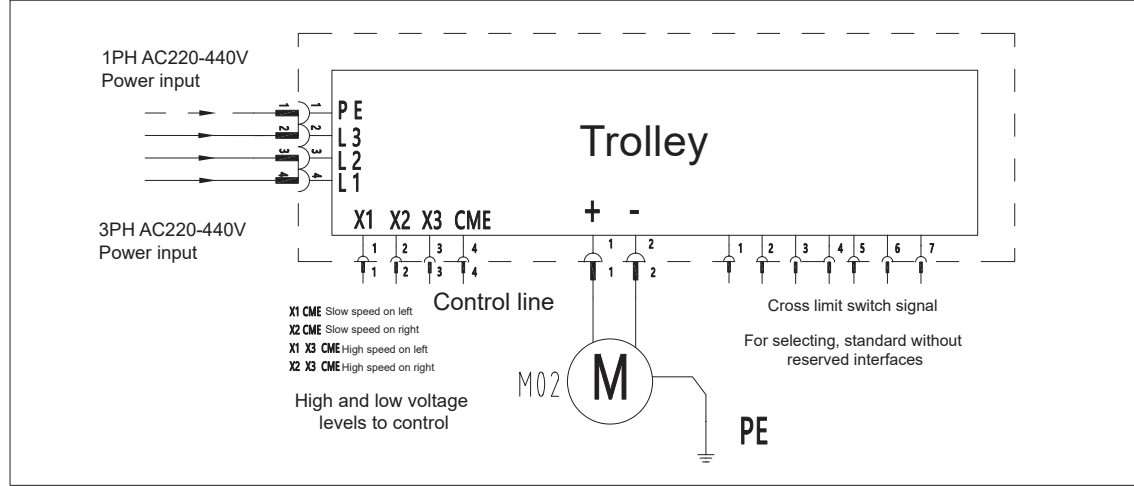 1PH AC220-440V
Power input
1 1 PE
2 2 L3
3 3 L2
4 4 L1
Trolley
3PH AC220-440V
Power input
X1 X2 X3 CME + -
1 2 3 4 1 2 1 2 3 4 5 6 7
1 2 3 4 1 2
Control line
Cross limit switch signal
For selecting, standard without
reserved interfaces
X1 CME Slow speed on left
X2 CME Slow speed on right
X1 X3 CME High speed on left
X2 X3 CME High speed on right
High and low voltage
levels to control
M02 M
PE